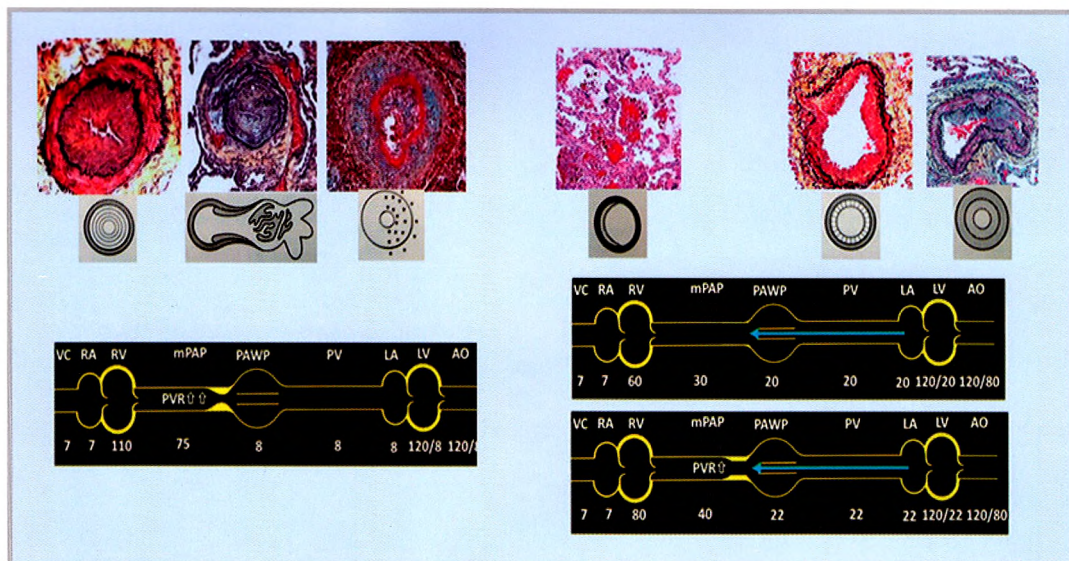 VC RA RV mPAP PAWP PV LA LV AO
PVR⇧⇧
7 7 110 75 8 8 8 120/8 120/8
VC RA RV mPAP PAWP PV LA LV AO
7 7 60 30 20 20 20 120/20 120/80
VC RA RV mPAP PAWP PV LA LV AO
PVR⇧
7 7 80 40 22 22 22 120/22 120/80